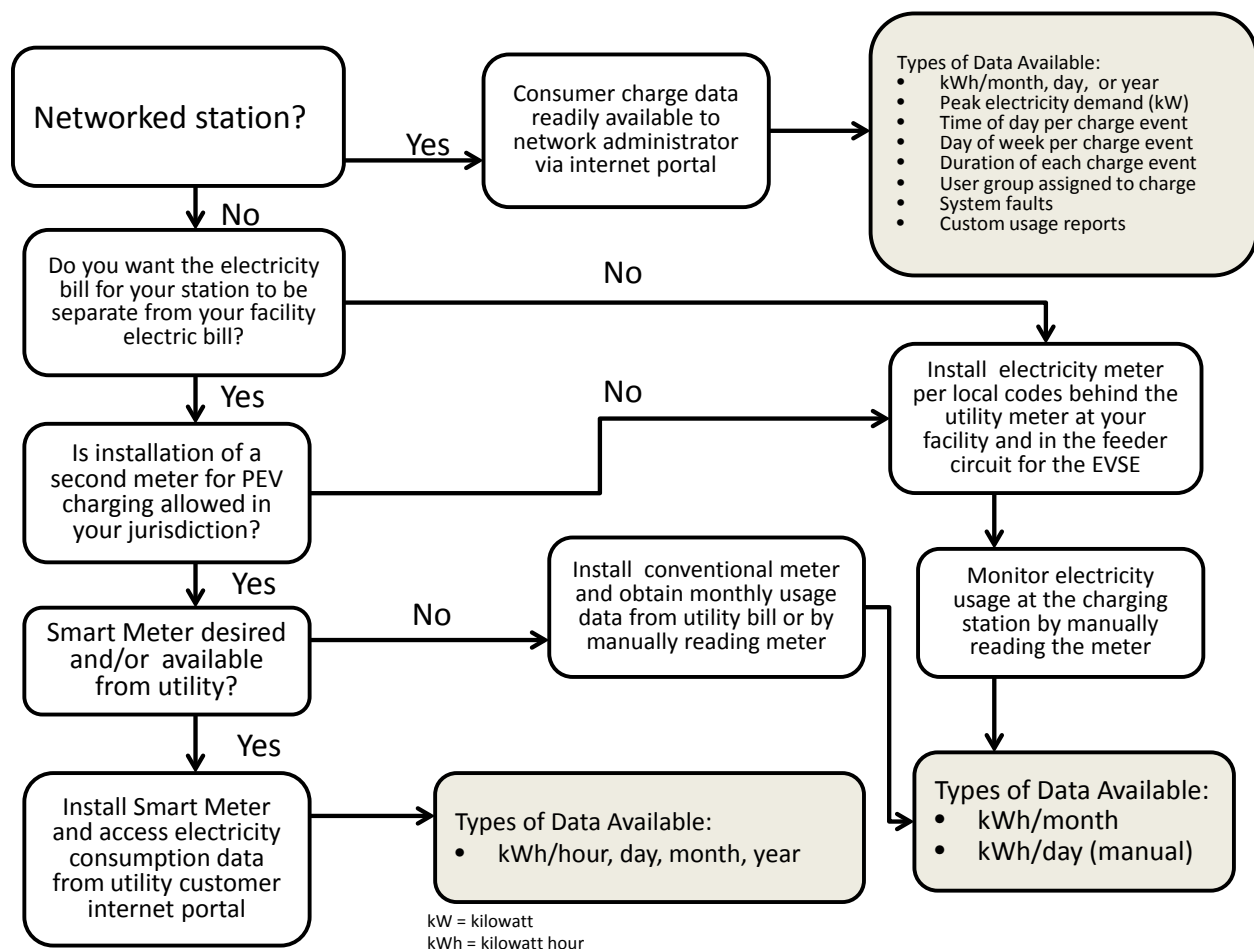 Networked station?
Yes
Consumer charge data
readily available to
network administrator
via internet portal
Types of Data Available:
• kWh/month, day, or year
• Peak electricity demand (kW)
• Time of day per charge event
• Day of week per charge event
• Duration of each charge event
• User group assigned to charge
• System faults
• Custom usage reports
No
Do you want the electricity
bill for your station to be
separate from your facility
electric bill?
No
Yes
Is installation of a
second meter for PEV
charging allowed in
your jurisdiction?
No
Install electricity meter
per local codes behind the
utility meter at your
facility and in the feeder
circuit for the EVSE
Yes
Smart Meter desired
and/or available
from utility?
No
Install conventional meter
and obtain monthly usage
data from utility bill or by
manually reading meter
Monitor electricity
usage at the charging
station by manually
reading the meter
Yes
Install Smart Meter
and access electricity
consumption data
from utility customer
internet portal
Types of Data Available:
• kWh/hour, day, month, year
Types of Data Available:
• kWh/month
• kWh/day (manual)
kW = kilowatt
kWh = kilowatt hour